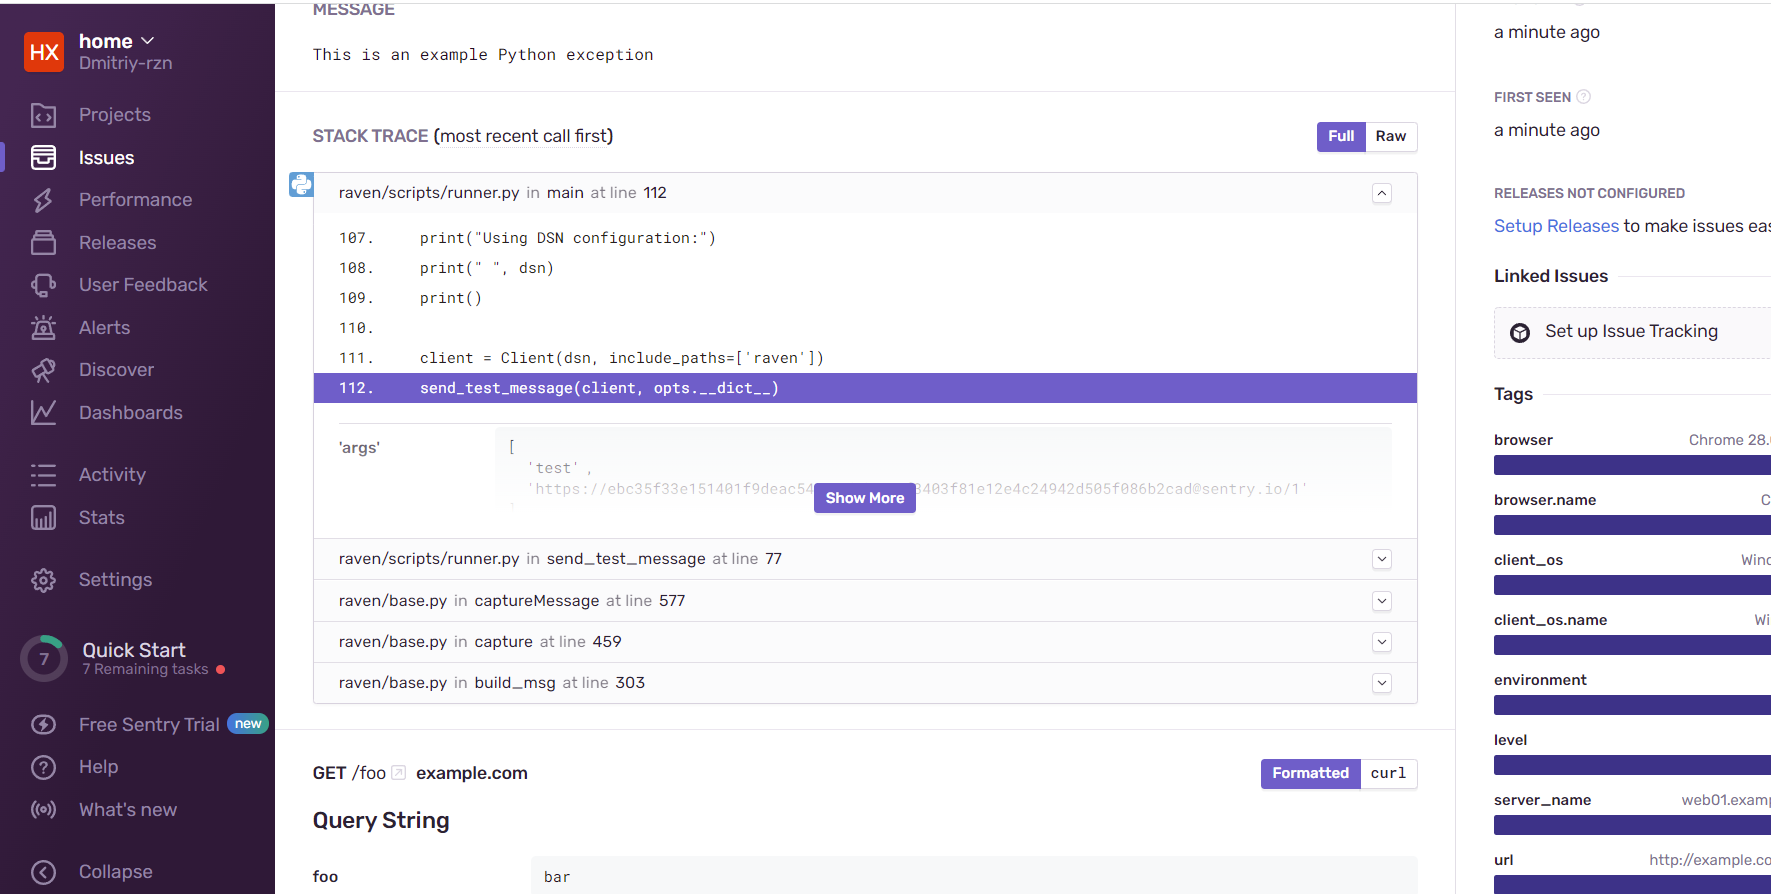 HX
home
Dmitriy-rzn
Projects
Issues
Performance
Releases
User Feedback
Alerts
Discover
Dashboards
Activity
Stats
Settings
7
Quick Start
7 Remaining tasks
Free Sentry Trial new
Help
What's new
Collapse
MESSAGE
This is an example Python exception
STACK TRACE (most recent call first)
Full Raw
raven/scripts/runner.py in main at line 112
107. print("Using DSN configuration:")
108. print(" ", dsn)
109. print()
110.
111. client = Client(dsn, include_paths=['raven'])
112. send_test_message(client, opts.__dict__)
'args'
[
'test',
'https://ebc35f33e151401f9deac54 3403f81e12e4c24942d505f086b2cad@sentry.io/1'
Show More
raven/scripts/runner.py in send_test_message at line 77
raven/base.py in captureMessage at line 577
raven/base.py in capture at line 459
raven/base.py in build_msg at line 303
GET /foo example.com
Formatted curl
Query String
foo bar
a minute ago
FIRST SEEN ?
a minute ago
RELEASES NOT CONFIGURED
Setup Releases to make issues eas
Linked Issues
Set up Issue Tracking
Tags
browser Chrome 28.
browser.name C
client_os Wind
client_os.name Wi
environment
level
server_name web01.examp
url http://example.co